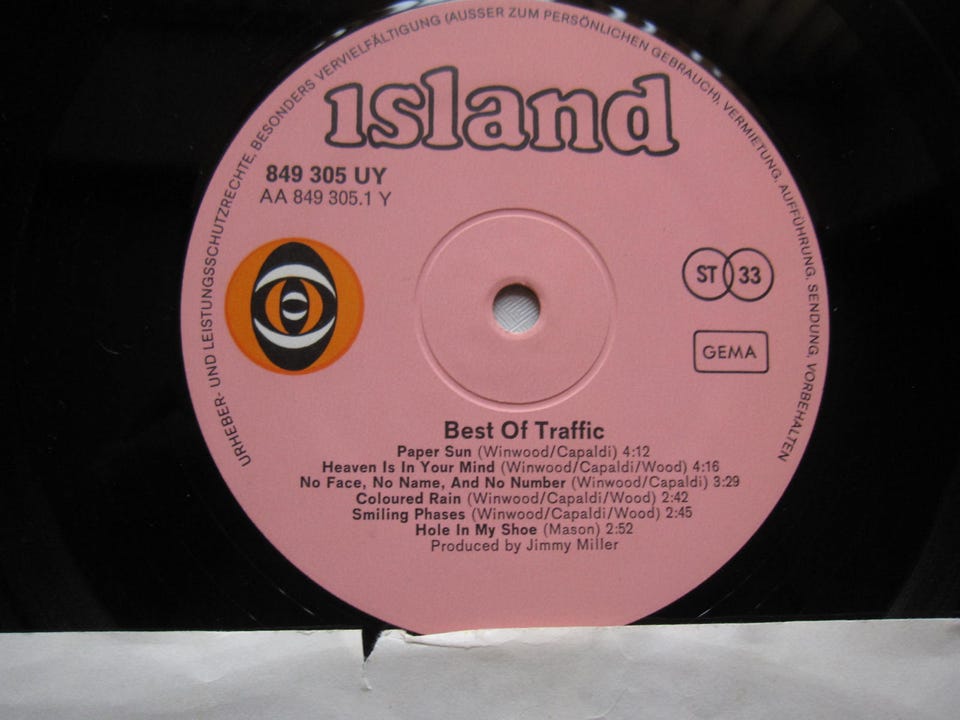 URHEBER- UND LEISTUNGSSCHUTZRECHTE, BESONDERS VERVIELFÄLTIGUNG (AUSSER ZUM PERSÖNLICHEN GEBRAUCH), VERMIETUNG, AUFFÜHRUNG, SENDUNG, VORBEHALTEN
ısland
849 305 UY
AA 849 305.1 Y
ST 33
GEMA
Best Of Traffic
Paper Sun (Winwood/Capaldi) 4:12
Heaven Is In Your Mind (Winwood/Capaldi/Wood) 4:16
No Face, No Name, And No Number (Winwood/Capaldi) 3:29
Coloured Rain (Winwood/Capaldi/Wood) 2:42
Smiling Phases (Winwood/Capaldi/Wood) 2:45
Hole In My Shoe (Mason) 2:52
Produced by Jimmy Miller